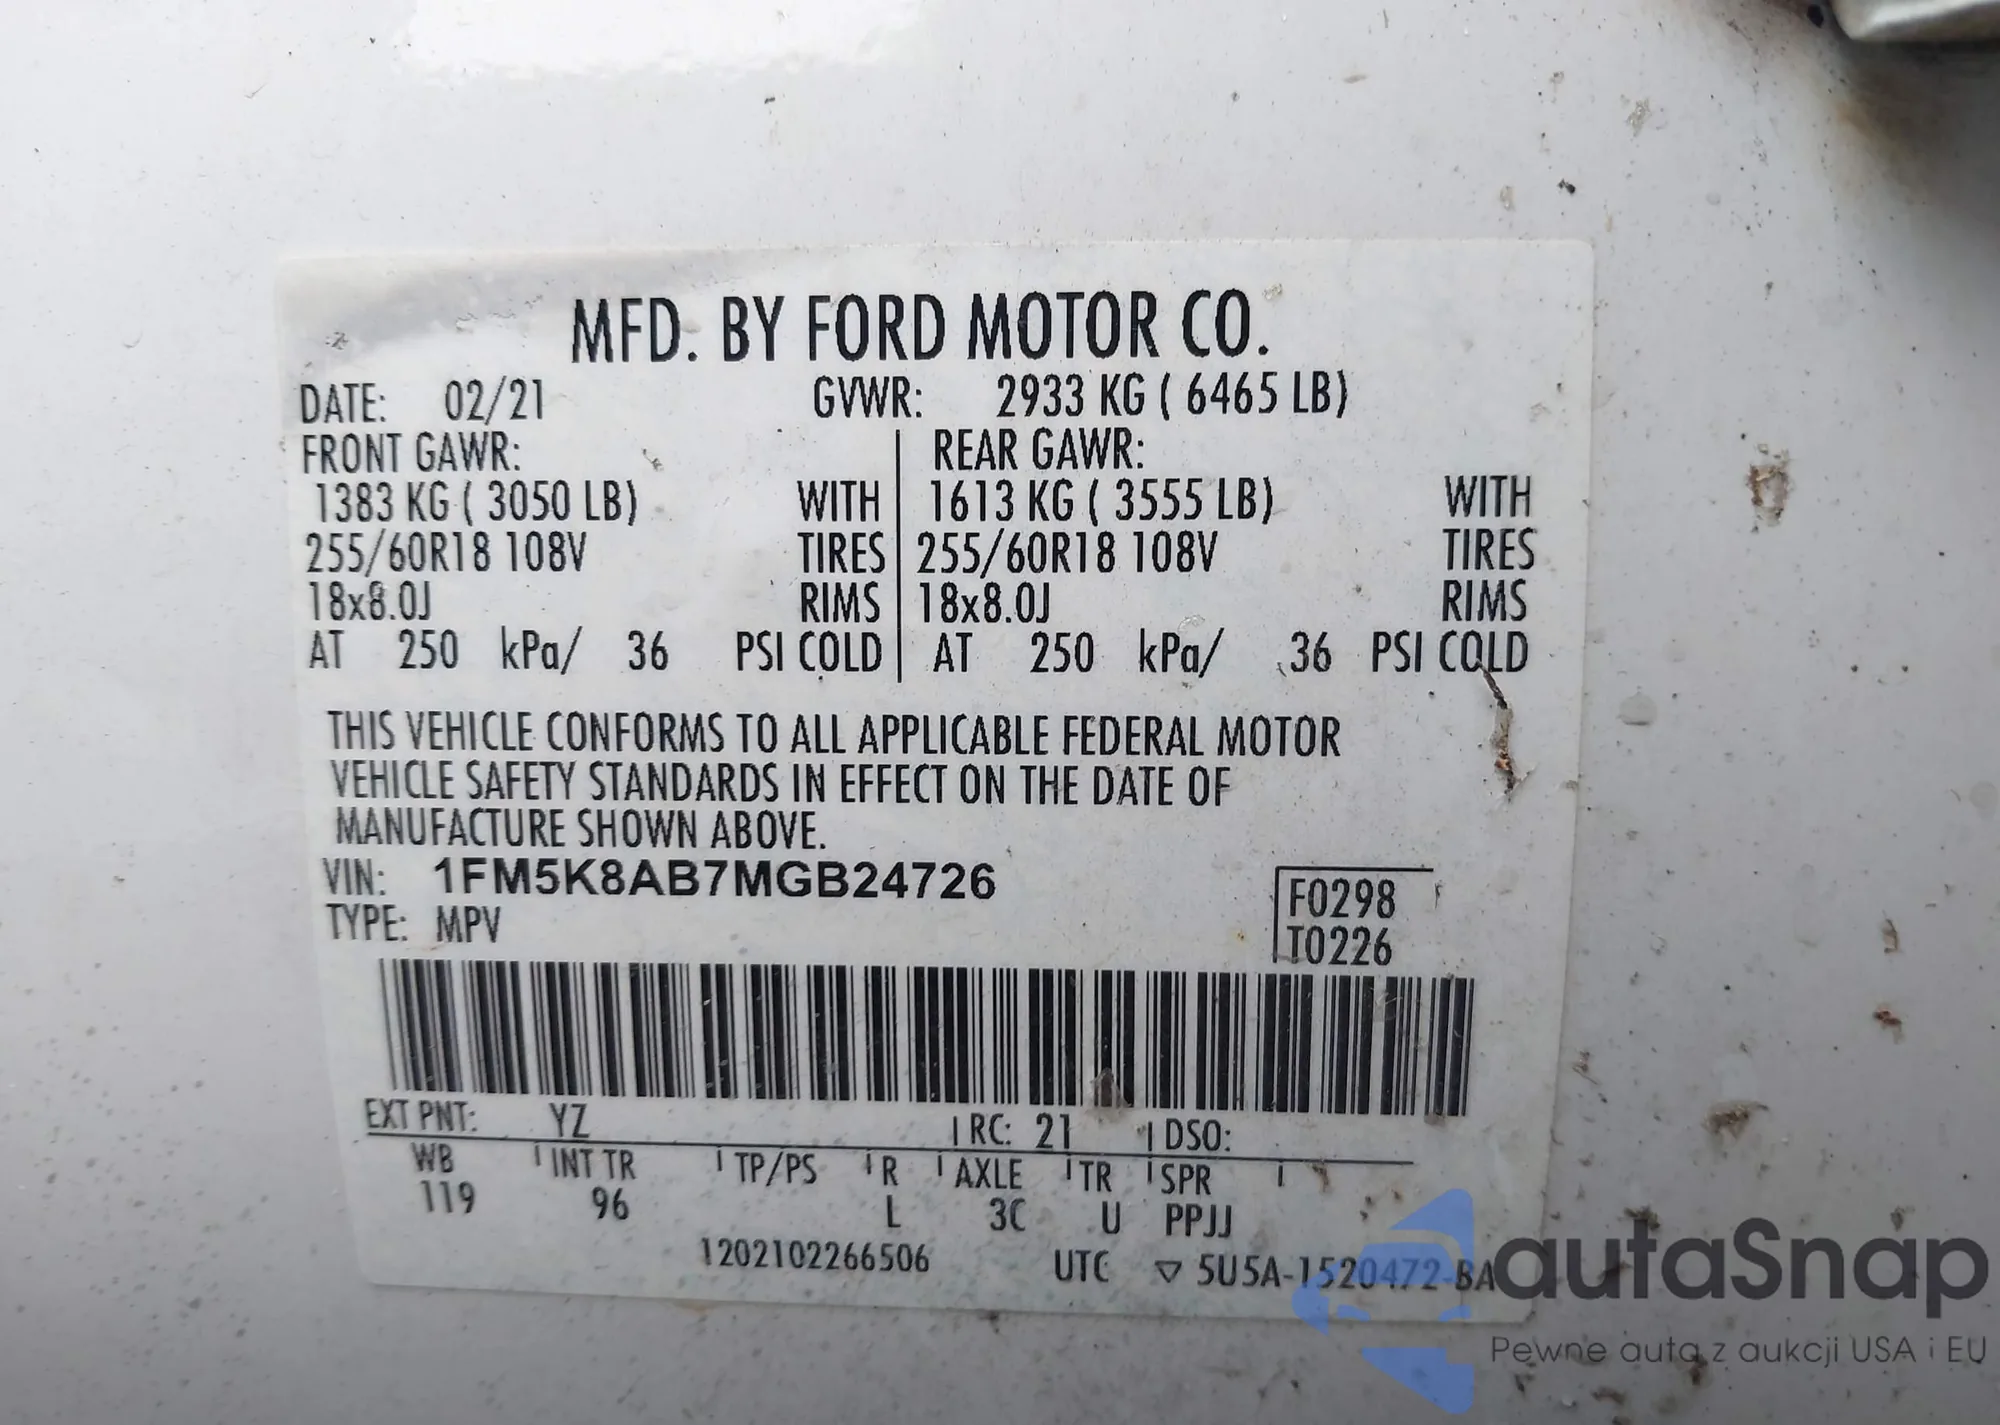 MFD. BY FORD MOTOR CO.
DATE: 02/21 GVWR: 2933 KG ( 6465 LB)
FRONT GAWR: REAR GAWR:
1383 KG ( 3050 LB) WITH 1613 KG ( 3555 LB) WITH
255/60R18 108V TIRES 255/60R18 108V TIRES
18x8.0J RIMS 18x8.0J RIMS
AT 250 kPa/ 36 PSI COLD AT 250 kPa/ 36 PSI COLD
THIS VEHICLE CONFORMS TO ALL APPLICABLE FEDERAL MOTOR
VEHICLE SAFETY STANDARDS IN EFFECT ON THE DATE OF
MANUFACTURE SHOWN ABOVE.
VIN: 1FM5K8AB7MGB24726
F0298
TYPE: MPV
T0226
EXT PNT: YZ RC: 21 DSO:
WB INT TR TP/PS R AXLE TR SPR
119 96 L 3C U PPJJ
1202102266506 UTC ▽ 5U5A-1520472-BA
autaSnap
Pewne auta z aukcji USA i EU